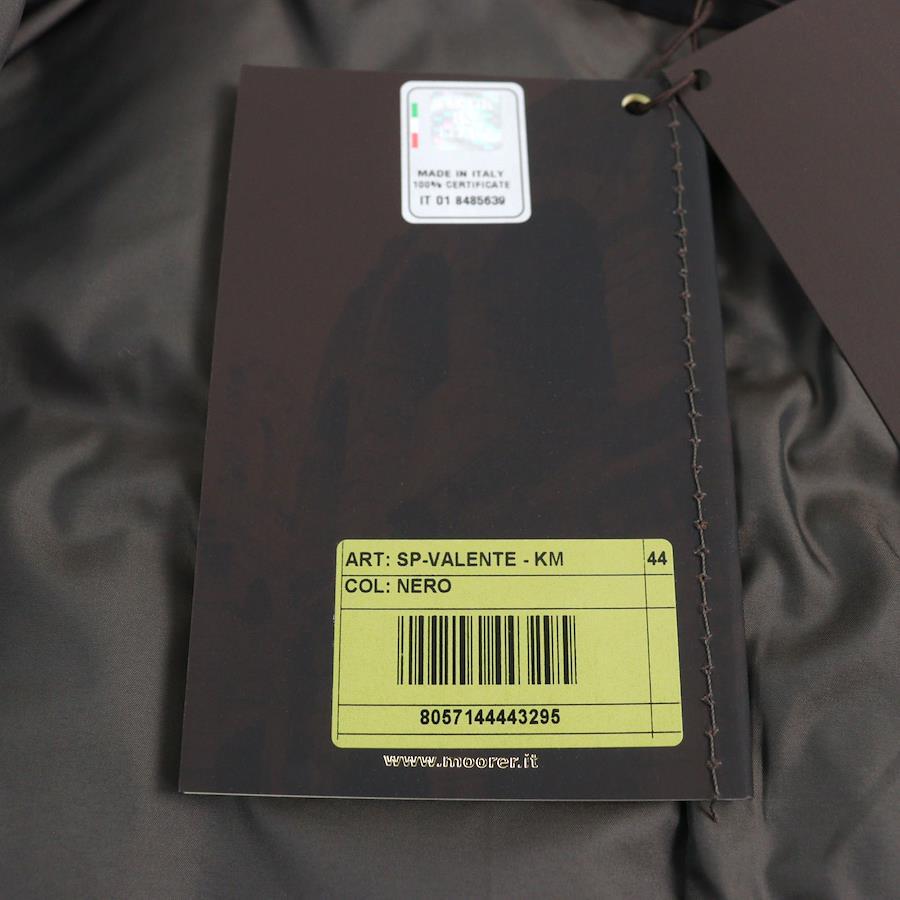 MADE IN ITALY
100% CERTIFICATE
IT 01 8485639
ART: SP-VALENTE - KM 44
COL: NERO
8057144443295
www.moorer.it